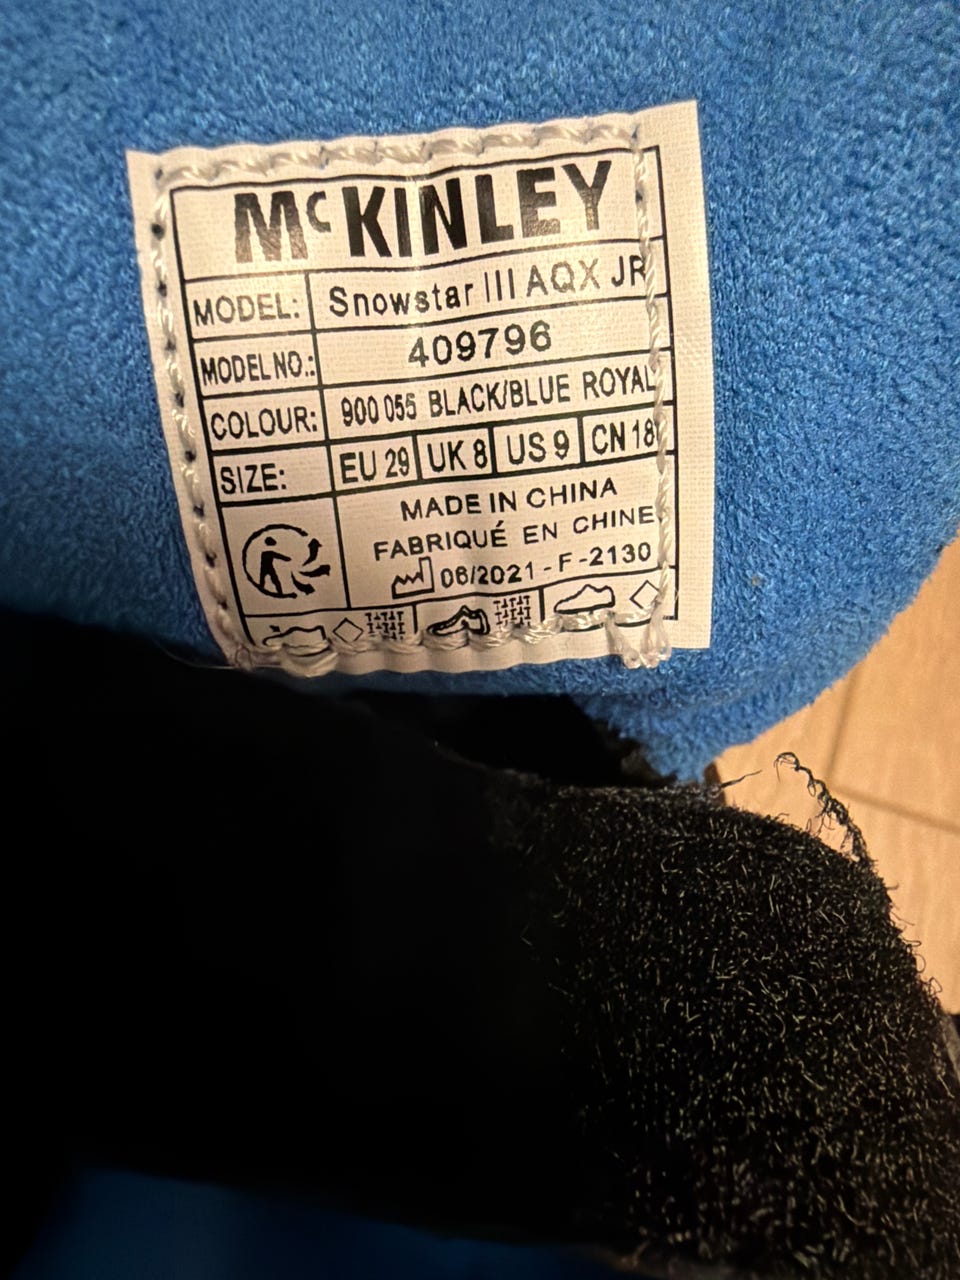 McKINLEY
MODEL: Snowstar III AQX JR
MODEL NO.: 409796
COLOUR: 900 055 BLACK/BLUE ROYAL
SIZE: EU 29 UK 8 US 9 CN 18
MADE IN CHINA
FABRIQUÉ EN CHINE
06/2021 - F - 2130